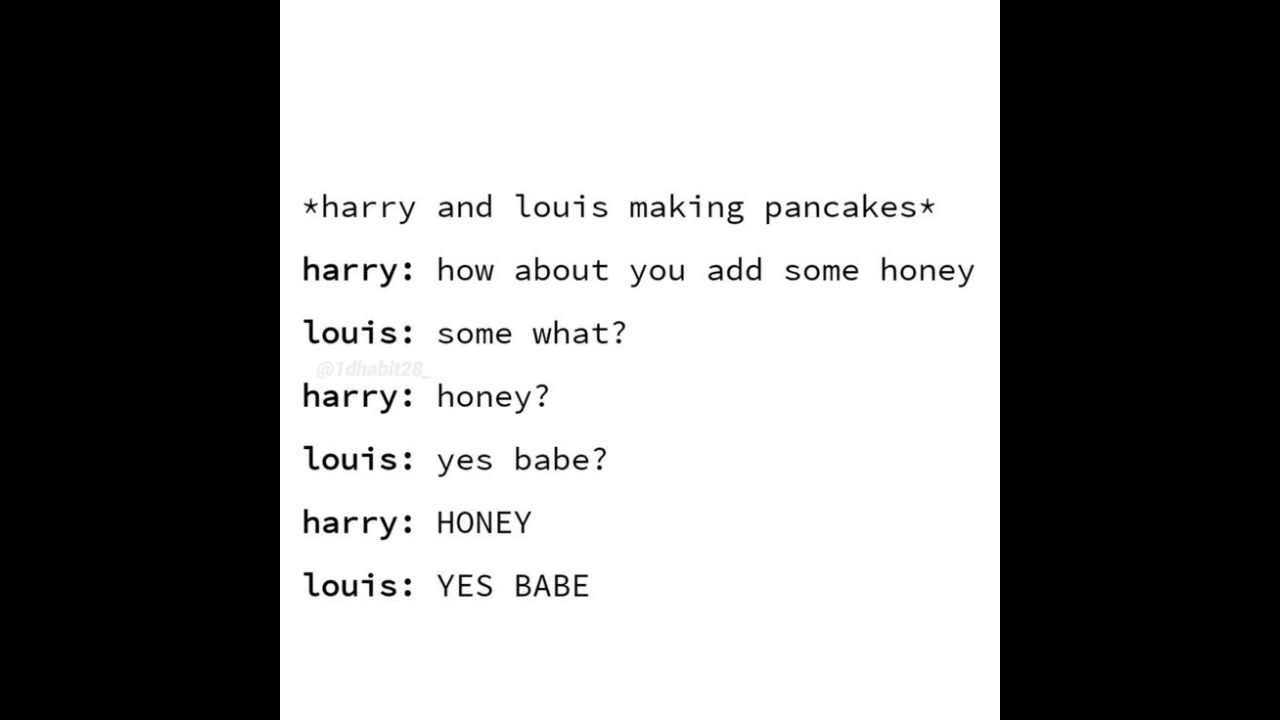 *harry and louis making pancakes*
harry: how about you add some honey
louis: some what?
@1dhabit28_
harry: honey?
louis: yes babe?
harry: HONEY
louis: YES BABE